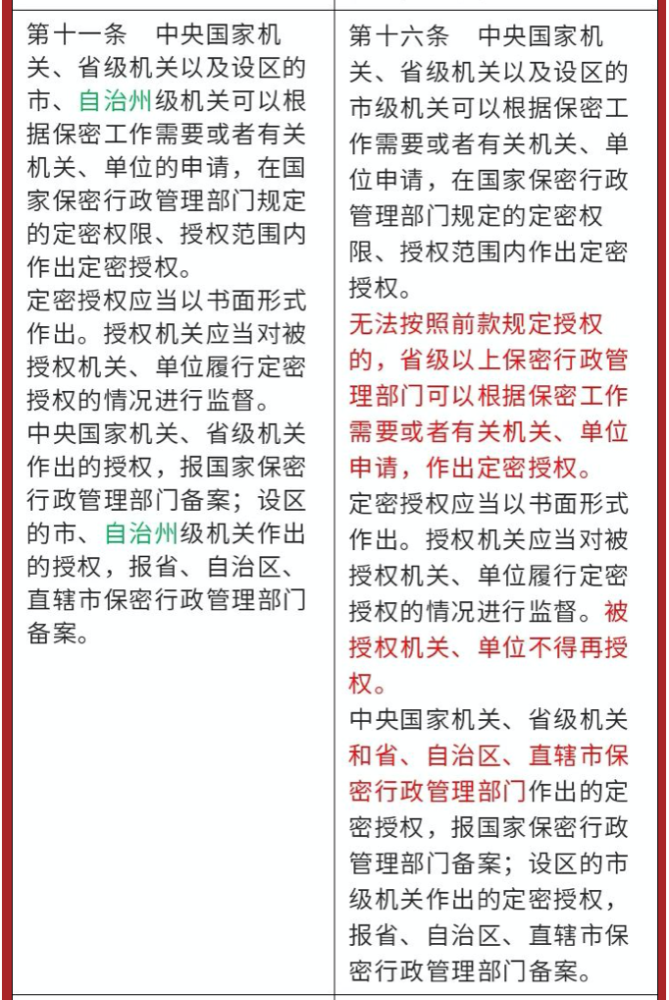 第十一条　中央国家机
关、省级机关以及设区的
市、自治州级机关可以根
据保密工作需要或者有关
机关、单位的申请，在国
家保密行政管理部门规定
的定密权限、授权范围内
作出定密授权。
定密授权应当以书面形式
作出。授权机关应当对被
授权机关、单位履行定密
授权的情况进行监督。
中央国家机关、省级机关
作出的授权，报国家保密
行政管理部门备案；设区
的市、自治州级机关作出
的授权，报省、自治区、
直辖市保密行政管理部门
备案。
第十六条　中央国家机
关、省级机关以及设区的
市级机关可以根据保密工
作需要或者有关机关、单
位申请，在国家保密行政
管理部门规定的定密权
限、授权范围内作出定密
授权。
无法按照前款规定授权
的，省级以上保密行政管
理部门可以根据保密工作
需要或者有关机关、单位
申请，作出定密授权。
定密授权应当以书面形式
作出。授权机关应当对被
授权机关、单位履行定密
授权的情况进行监督。被
授权机关、单位不得再授
权。
中央国家机关、省级机关
和省、自治区、直辖市保
密行政管理部门作出的定
密授权，报国家保密行政
管理部门备案；设区的市
级机关作出的定密授权，
报省、自治区、直辖市保
密行政管理部门备案。